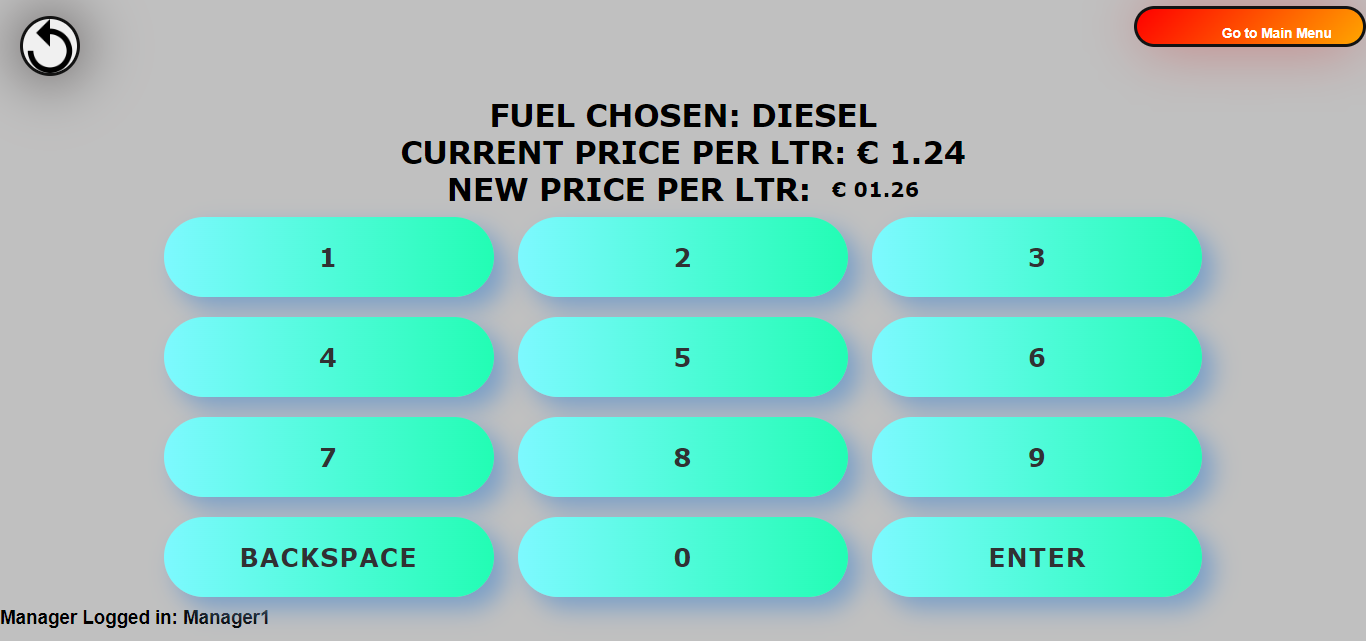 Go to Main Menu
FUEL CHOSEN: DIESEL
CURRENT PRICE PER LTR: € 1.24
NEW PRICE PER LTR: € 01.26
1 2 3
4 5 6
7 8 9
BACKSPACE 0 ENTER
Manager Logged in: Manager1